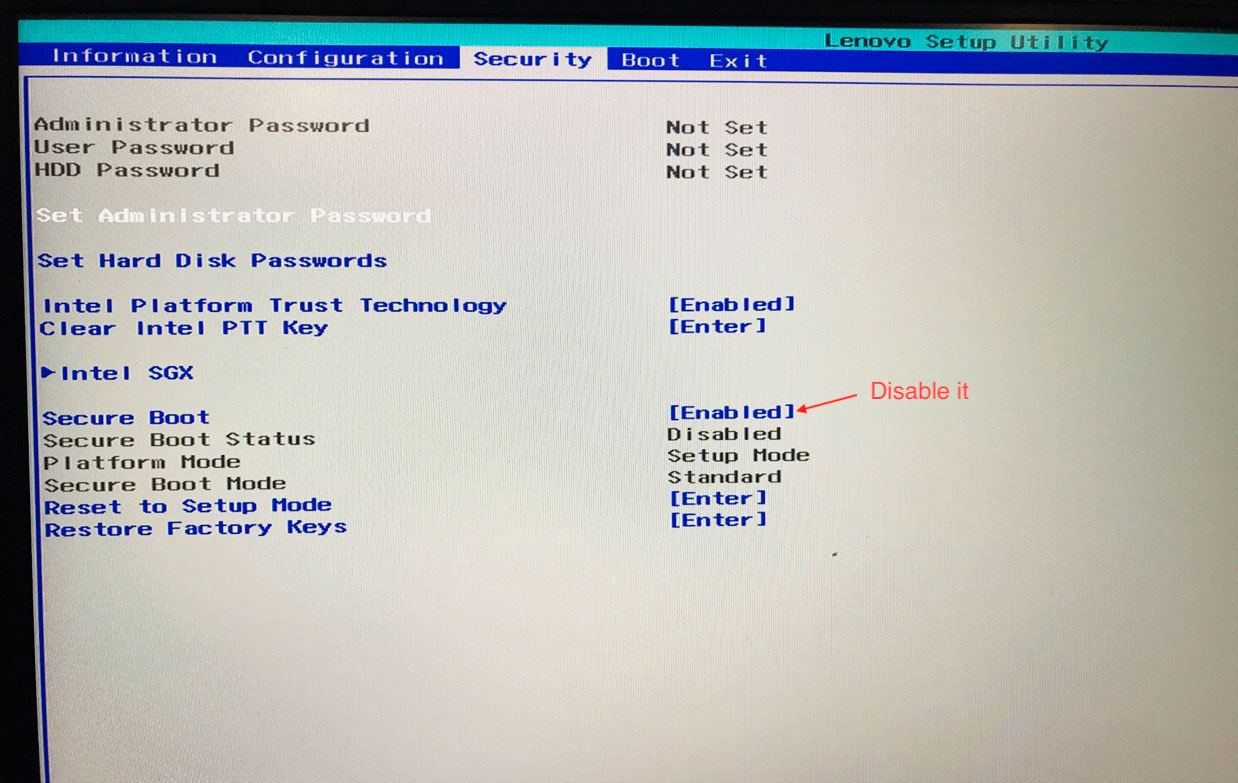 Lenovo Setup Utility
Information Configuration Security Boot Exit
Administrator Password Not Set
User Password Not Set
HDD Password Not Set
Set Administrator Password
Set Hard Disk Passwords
Intel Platform Trust Technology [Enabled]
Clear Intel PTT Key [Enter]
Intel SGX
Disable it
Secure Boot [Enabled]
Secure Boot Status Disabled
Platform Mode Setup Mode
Secure Boot Mode Standard
Reset to Setup Mode [Enter]
Restore Factory Keys [Enter]